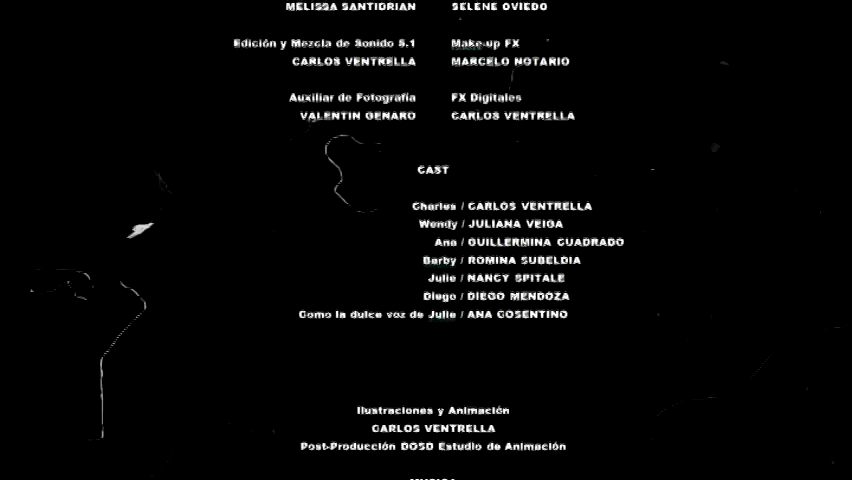 MELISSA SANTIDRIAN SELENE OVIEDO
Edición y Mezcla de Sonido 5.1 Make-up FX
CARLOS VENTRELLA MARCELO NOTARIO
Auxiliar de Fotografía FX Digitales
VALENTIN GENARO CARLOS VENTRELLA
CAST
Charles / CARLOS VENTRELLA
Wendy / JULIANA VEIGA
Ana / GUILLERMINA CUADRADO
Barby / ROMINA SUBELDIA
Julie / NANCY SPITALE
Diego / DIEGO MENDOZA
Como la dulce voz de Julie / ANA COSENTINO
Ilustraciones y Animación
CARLOS VENTRELLA
Post-Producción DOSD Estudio de Animación